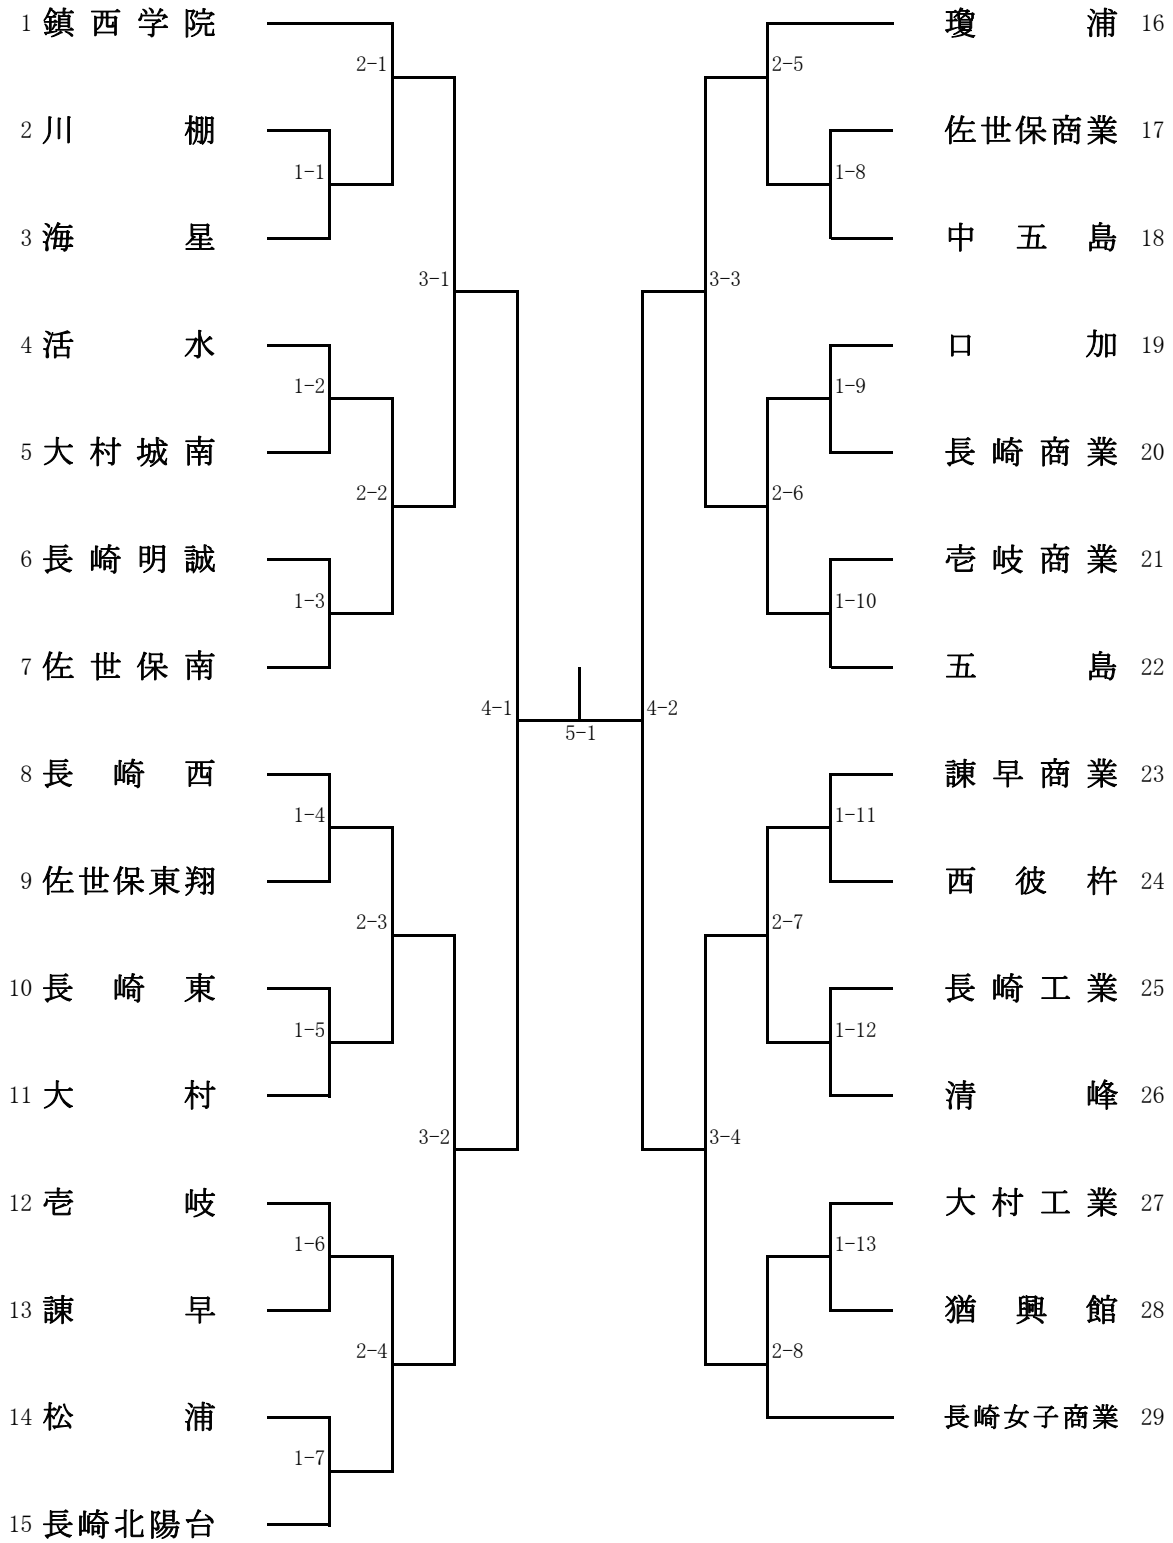 1 鎮西学院
2-1
2 川棚
1-1
3 海星
3-1
4 活水
1-2
5 大村城南
2-2
6 長崎明誠
1-3
7 佐世保南
4-1
8 長崎西
1-4
9 佐世保東翔
2-3
10 長崎東
1-5
11 大村
3-2
12 壱岐
1-6
13 諫早
2-4
14 松浦
1-7
15 長崎北陽台
5-1
瓊浦 16
2-5
佐世保商業 17
1-8
中五島 18
3-3
口加 19
1-9
長崎商業 20
2-6
壱岐商業 21
1-10
五島 22
4-2
諫早商業 23
1-11
西彼杵 24
2-7
長崎工業 25
1-12
清峰 26
3-4
大村工業 27
1-13
猶興館 28
2-8
長崎女子商業 29